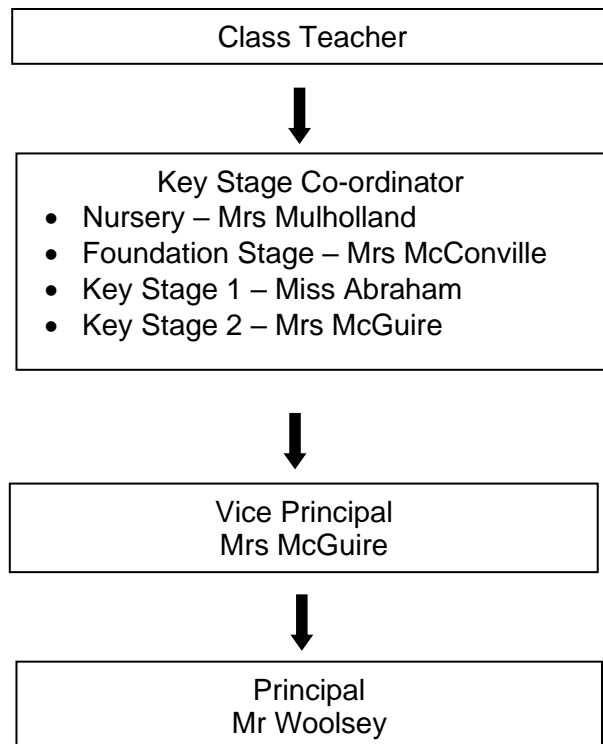 Class Teacher
Key Stage Co-ordinator
• Nursery – Mrs Mulholland
• Foundation Stage – Mrs McConville
• Key Stage 1 – Miss Abraham
• Key Stage 2 – Mrs McGuire
Vice Principal
Mrs McGuire
Principal
Mr Woolsey